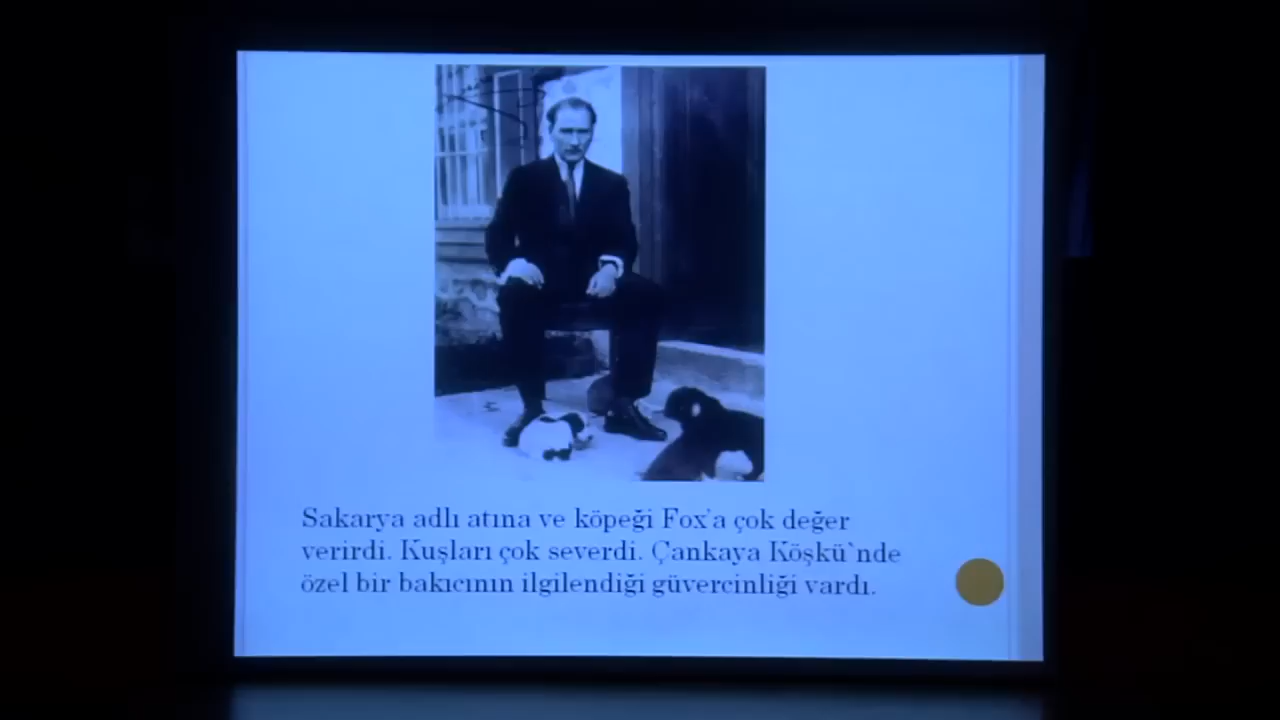 Sakarya adlı atına ve köpeği Fox'a çok değer
verirdi. Kuşları çok severdi. Çankaya Köşkü`nde
özel bir bakıcının ilgilendiği güvercinliği vardı.